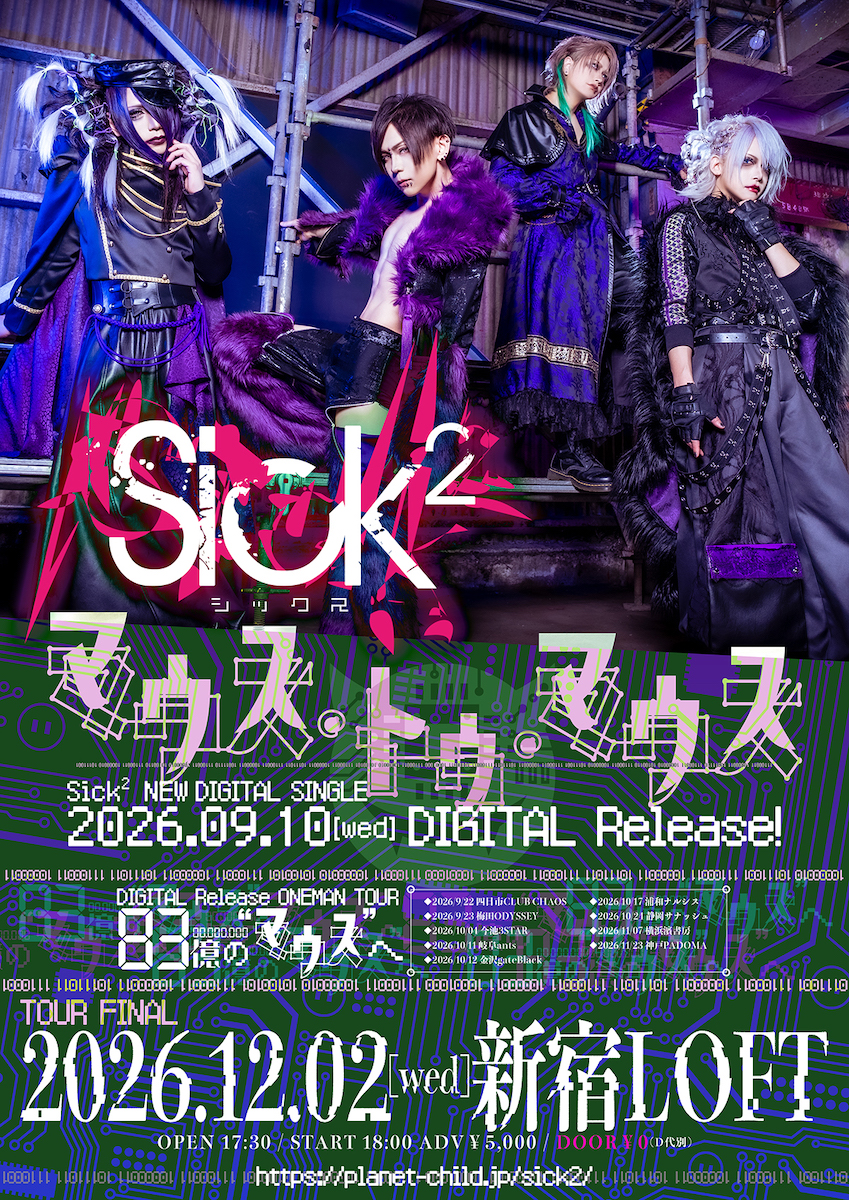 Sick²
シックス
マウス・トゥ・マウス
Sick² NEW DIGITAL SINGLE
2026.09.10[wed] DIGITAL Release!
DIGITAL Release ONEMAN TOUR
83億の“マウス”へ
00.000.000
◆2026/9/22 四日市CLUB CHAOS
◆2026/9/23 梅田ODYSSEY
◆2026/10/04 今池3STAR
◆2026/10/11 岐阜ants
◆2026/10/12 金沢gateBlack
◆2026/10/17 浦和ナルシス
◆2026/10/24 静岡サナッシュ
◆2026/11/07 横浜濱書房
◆2026/11/23 神戸PADOMA
TOUR FINAL
2026.12.02[wed]新宿LOFT
OPEN 17:30 / START 18:00 ADV ¥5,000 / DOOR ¥0(D代別)
https://planet-child.jp/sick2/